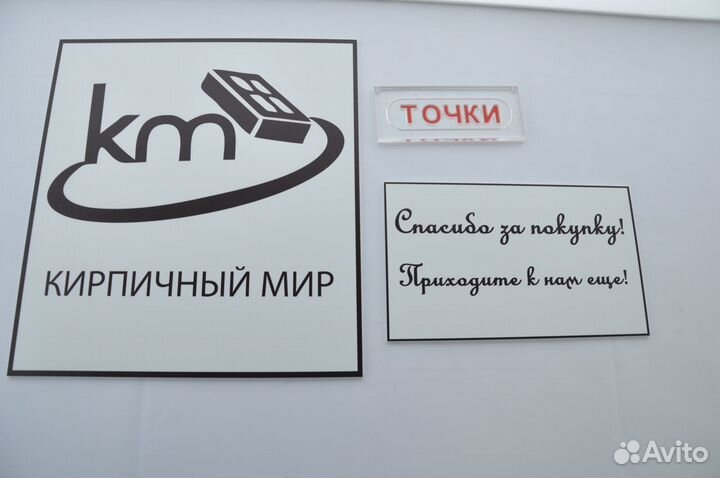 km
КИРПИЧНЫЙ МИР
ТОЧКИ
Спасибо за покупку!
Приходите к нам еще!
Avito